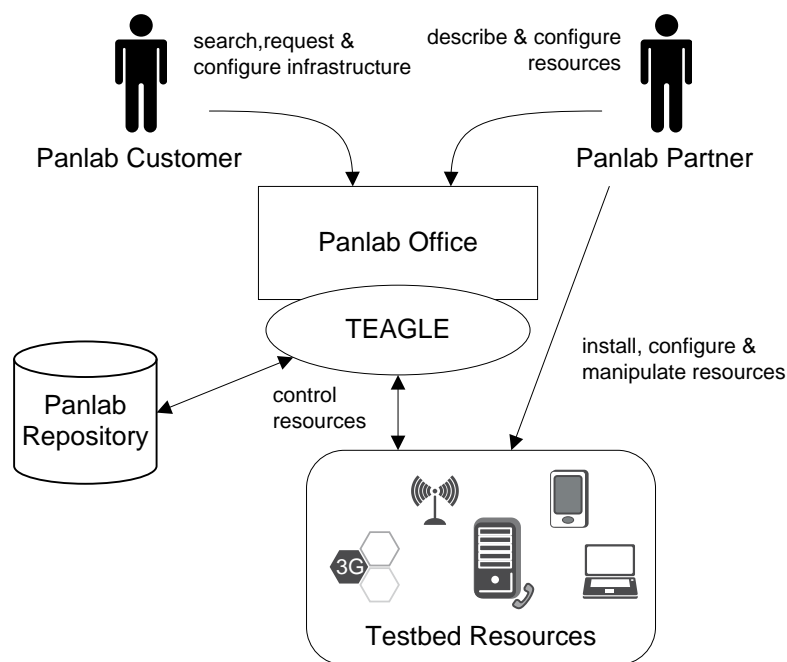 search,request &
configure infrastructure
describe & configure
resources
Panlab Customer
Panlab Partner
Panlab Office
TEAGLE
install, configure &
manipulate resources
control
resources
Panlab
Repository
3G
Testbed Resources